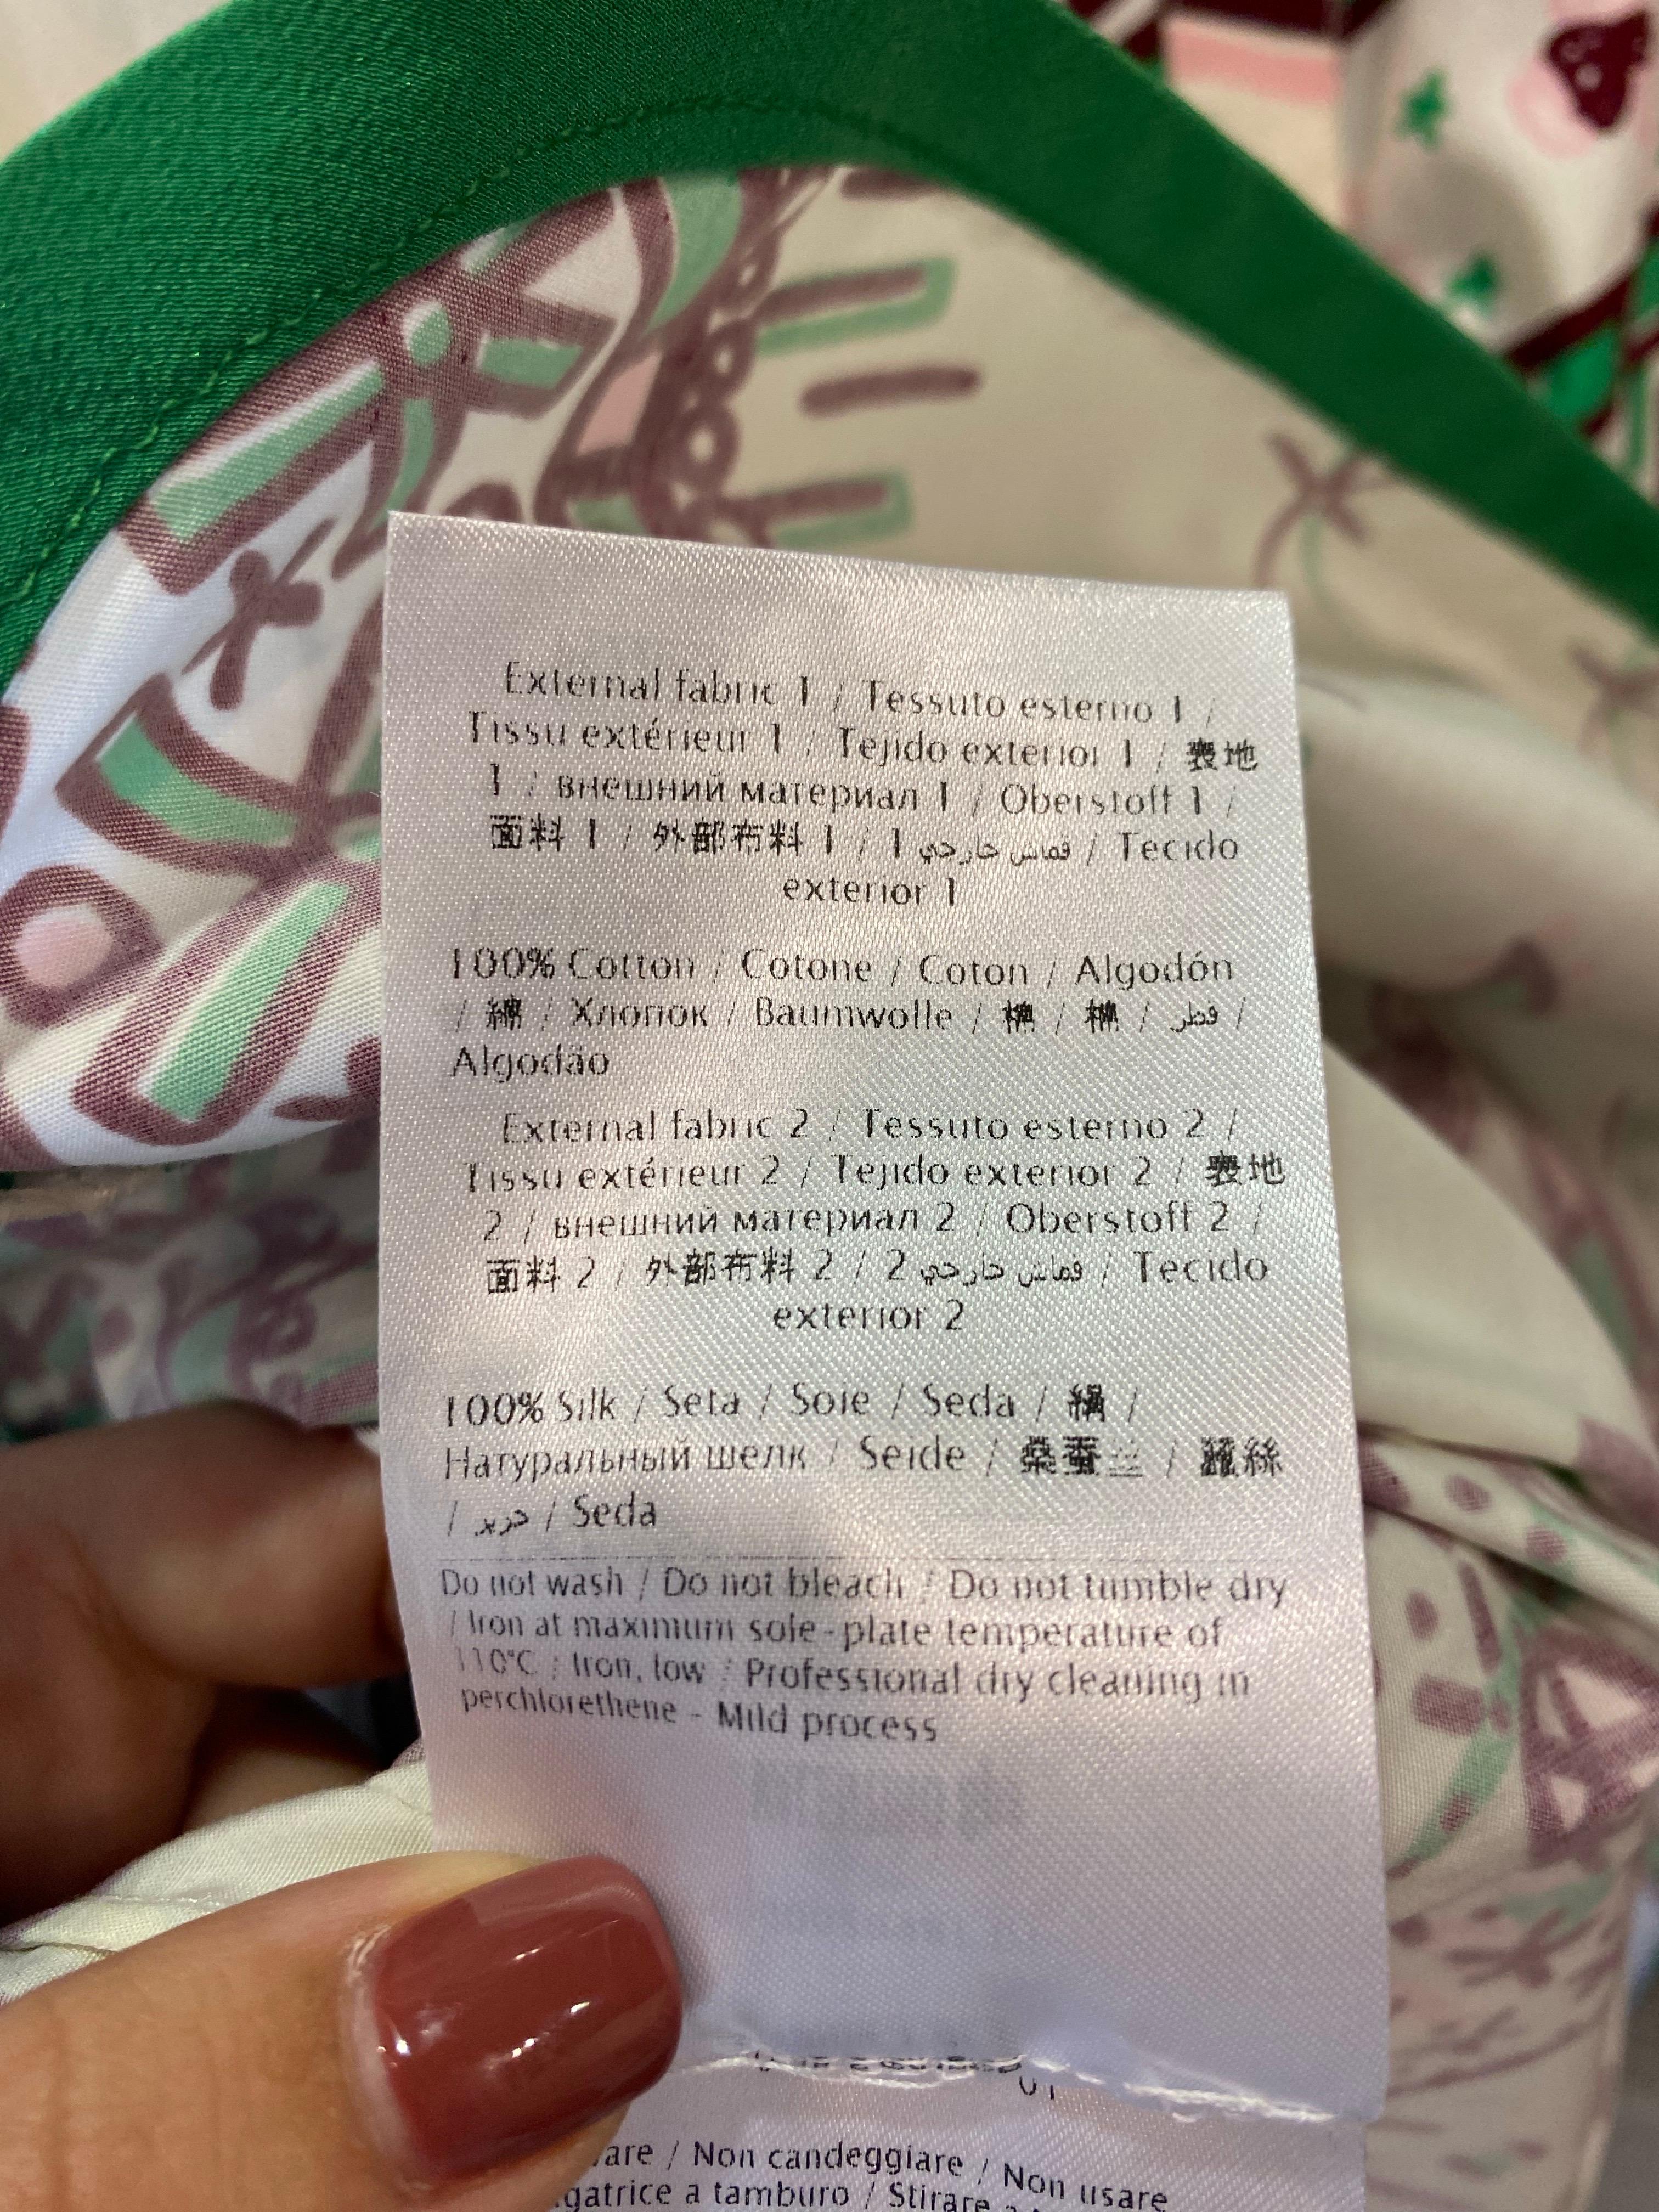 External fabric 1 / Tessuto esterno 1 /
Tissu extérieur 1 / Tejido exterior 1 / 表地
1 / внешний материал 1 / Oberstoff 1 /
面料 1 / 外部布料 1 / 1 قماش خارجي / Tecido
exterior 1
100% Cotton / Cotone / Coton / Algodón
/ 綿 / Хлопок / Baumwolle / 棉 / 棉 / قطن /
Algodão
External fabric 2 / Tessuto esterno 2 /
Tissu extérieur 2 / Tejido exterior 2 / 表地
2 / внешний материал 2 / Oberstoff 2 /
面料 2 / 外部布料 2 / 2 قماش خارجي / Tecido
exterior 2
100% Silk / Seta / Soie / Seda / 絹 /
Натуральный шелк / Seide / 桑蚕丝 / 蠶絲
/ حرير / Seda
Do not wash / Do not bleach / Do not tumble dry
/ Iron at maximum sole-plate temperature of
110°C / Iron, low / Professional dry cleaning in
perchlorethene - Mild process
/ Non candeggiare / Non usare
a tamburo / Stirare a